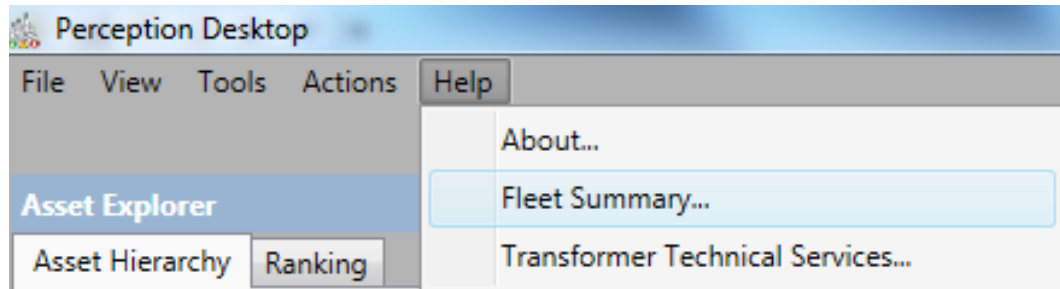 Perception Desktop
File View Tools Actions Help
About...
Fleet Summary...
Transformer Technical Services...
Asset Explorer
Asset Hierarchy Ranking